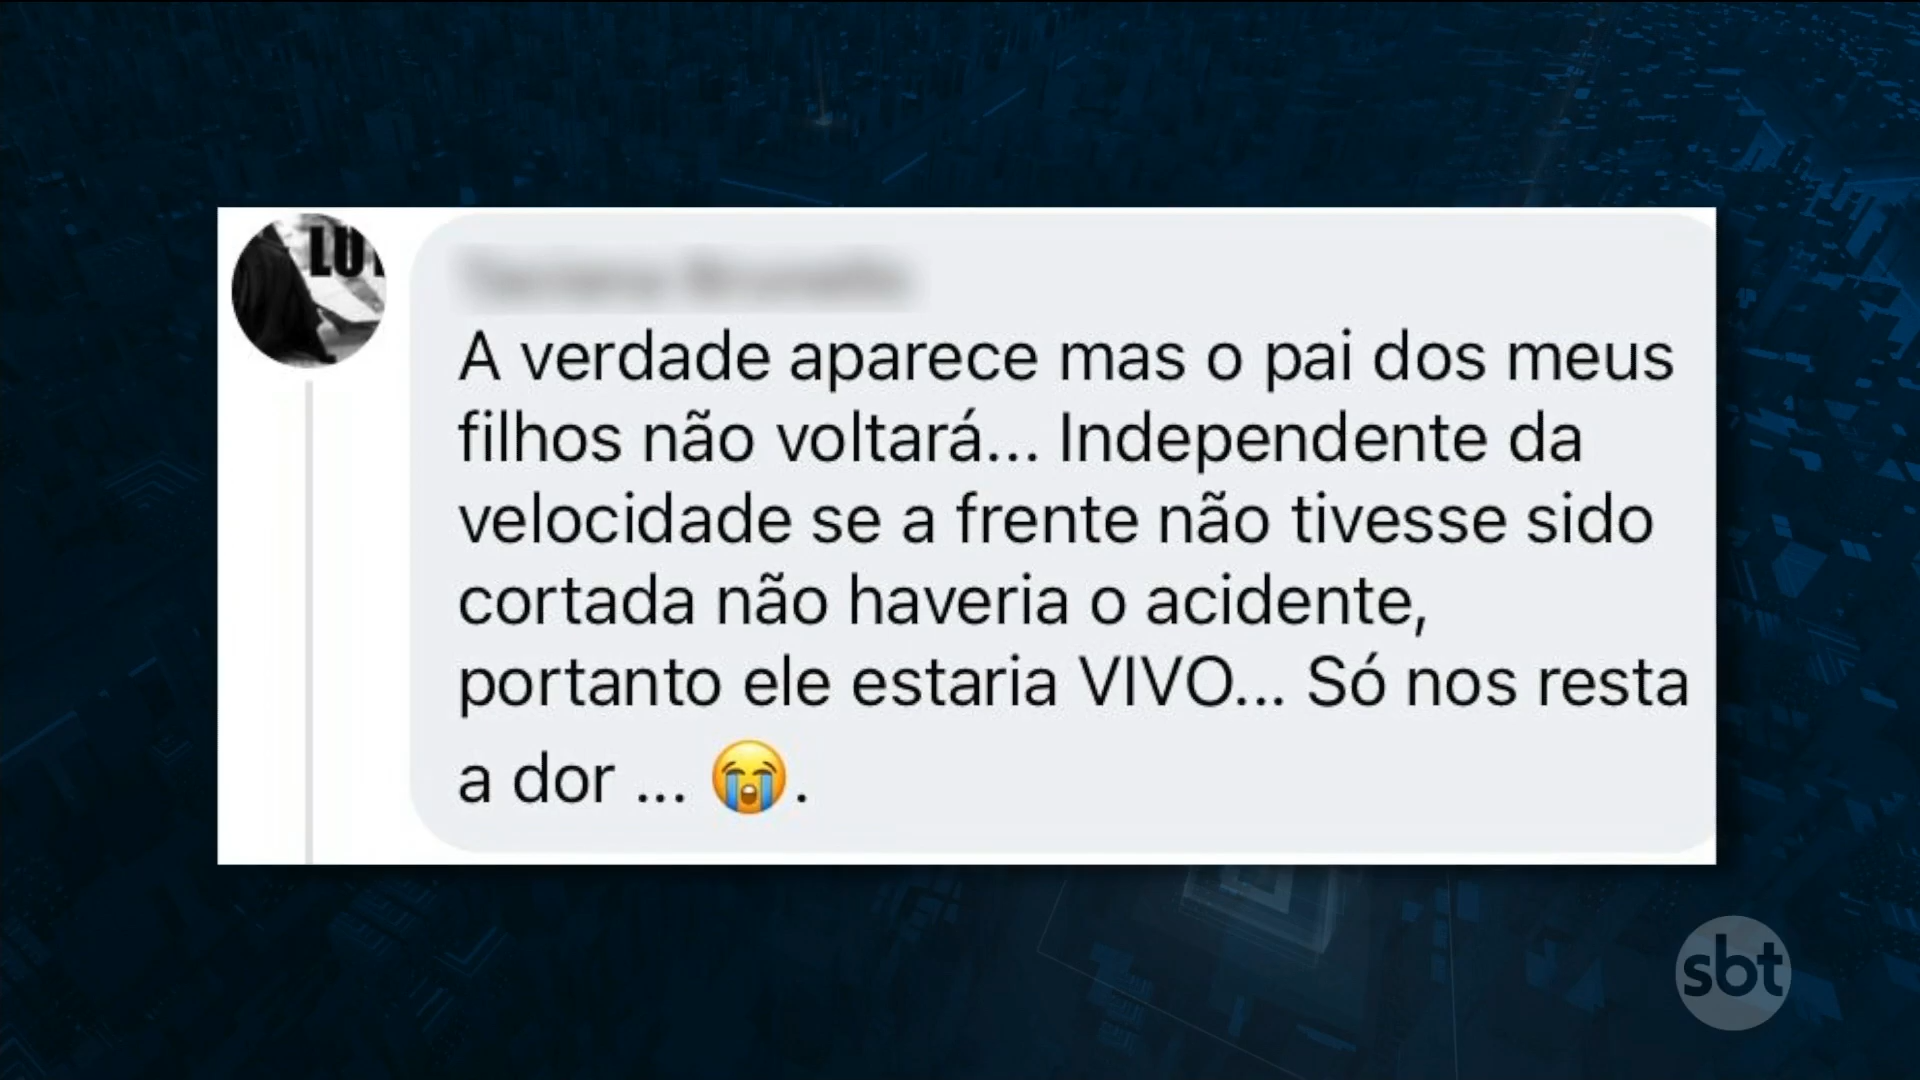 LU
A verdade aparece mas o pai dos meus
filhos não voltará... Independente da
velocidade se a frente não tivesse sido
cortada não haveria o acidente,
portanto ele estaria VIVO... Só nos resta
a dor ... 😭.
sbt